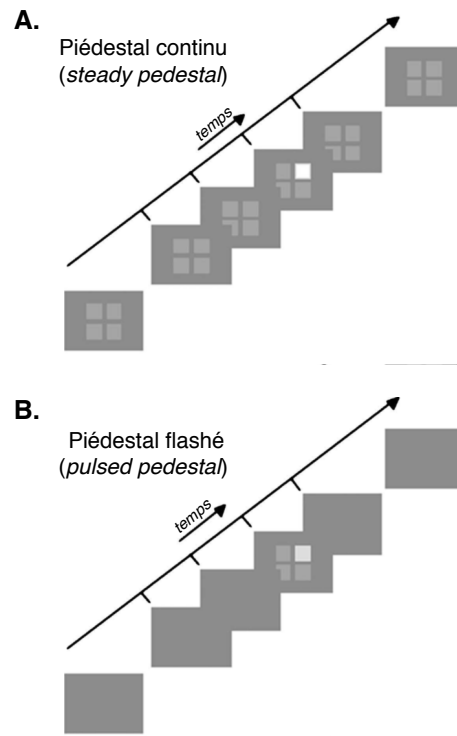 A.
Piédestal continu
(steady pedestal)
temps
B.
Piédestal flashé
(pulsed pedestal)
temps